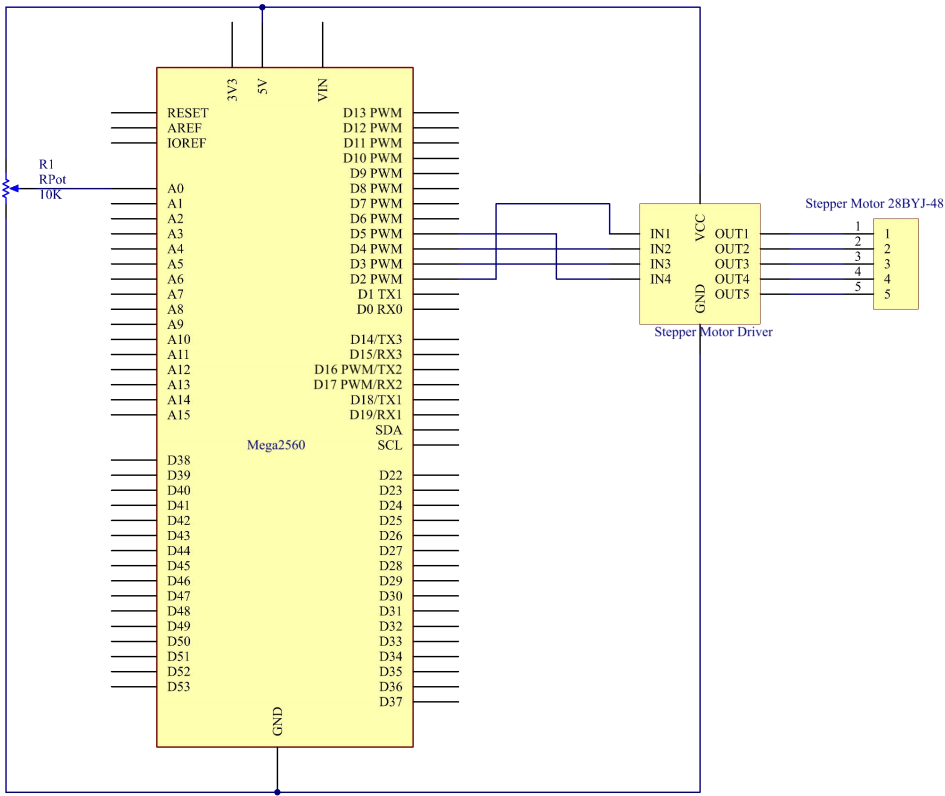 3V3
5V
VIN
RESET
AREF
IOREF
D13 PWM
D12 PWM
D11 PWM
D10 PWM
D9 PWM
R1
RPot
10K
A0
A1
A2
A3
A4
A5
A6
A7
A8
A9
A10
A11
A12
A13
A14
A15
D8 PWM
D7 PWM
D6 PWM
D5 PWM
D4 PWM
D3 PWM
D2 PWM
D1 TX1
D0 RX0
D14/TX3
D15/RX3
D16 PWM/TX2
D17 PWM/RX2
D18/TX1
D19/RX1
SDA
SCL
Mega2560
D38
D39
D40
D41
D42
D43
D44
D45
D46
D47
D48
D49
D50
D51
D52
D53
D22
D23
D24
D25
D26
D27
D28
D29
D30
D31
D32
D33
D34
D35
D36
D37
GND
IN1
IN2
IN3
IN4
VCC
GND
OUT1
OUT2
OUT3
OUT4
OUT5
Stepper Motor Driver
Stepper Motor 28BYJ-48
1
2
3
4
5
1
2
3
4
5